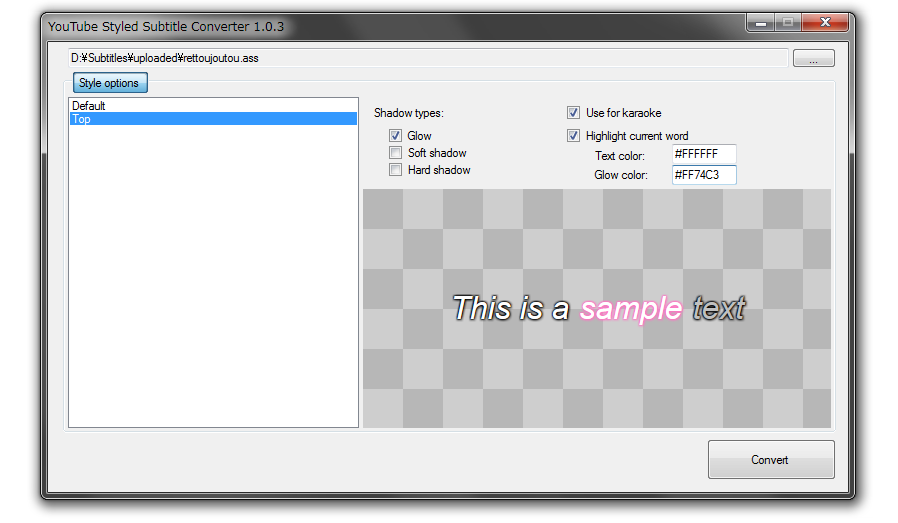 YouTube Styled Subtitle Converter 1.0.3
D:¥Subtitles¥uploaded¥rettoujoutou.ass
...
Style options
Default
Top
Shadow types:
Glow
Soft shadow
Hard shadow
Use for karaoke
Highlight current word
Text color: #FFFFFF
Glow color: #FF74C3
This is a sample text
Convert